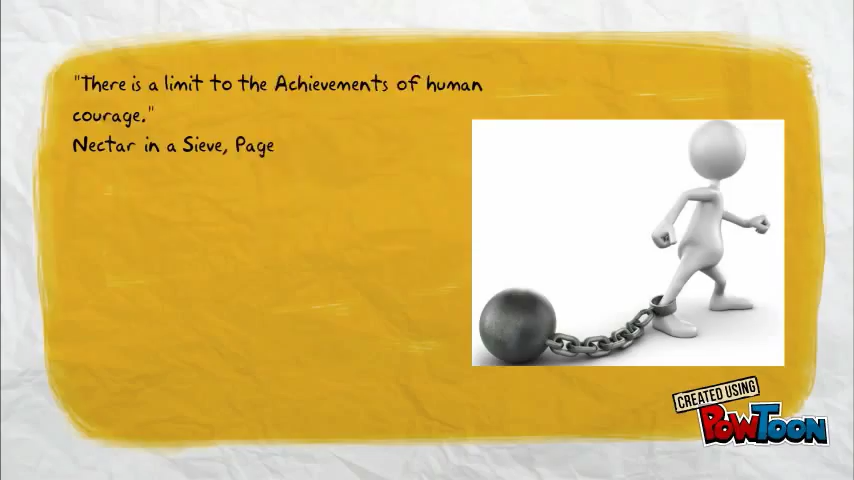 "There is a limit to the Achievements of human
courage."
Nectar in a Sieve, Page
CREATED USING
POWTOON